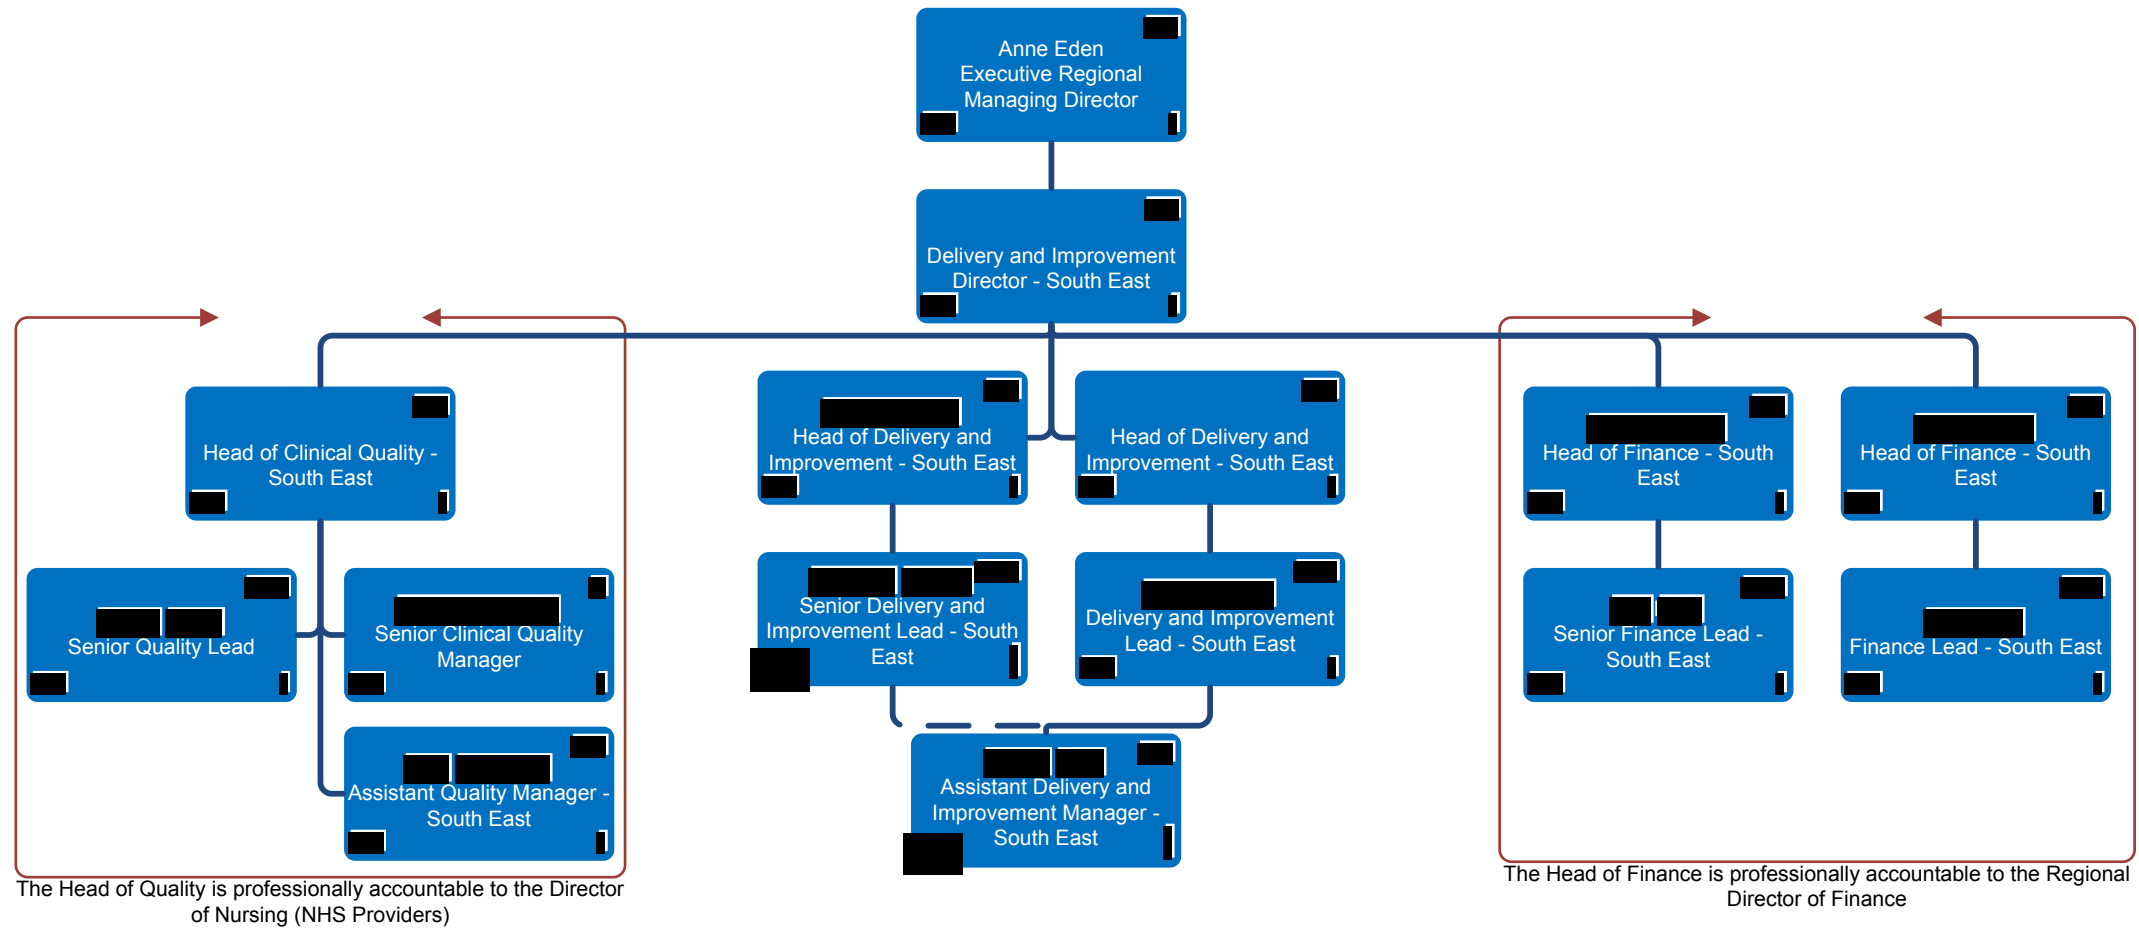 Anne Eden
Executive Regional
Managing Director
Delivery and Improvement
Director - South East
Head of Clinical Quality -
South East
Head of Delivery and
Improvement - South East
Head of Delivery and
Improvement - South East
Head of Finance - South
East
Head of Finance - South
East
Senior Quality Lead
Senior Clinical Quality
Manager
Senior Delivery and
Improvement Lead - South
East
Delivery and Improvement
Lead - South East
Senior Finance Lead -
South East
Finance Lead - South East
Assistant Quality Manager -
South East
Assistant Delivery and
Improvement Manager -
South East
The Head of Quality is professionally accountable to the Director
of Nursing (NHS Providers)
The Head of Finance is professionally accountable to the Regional
Director of Finance